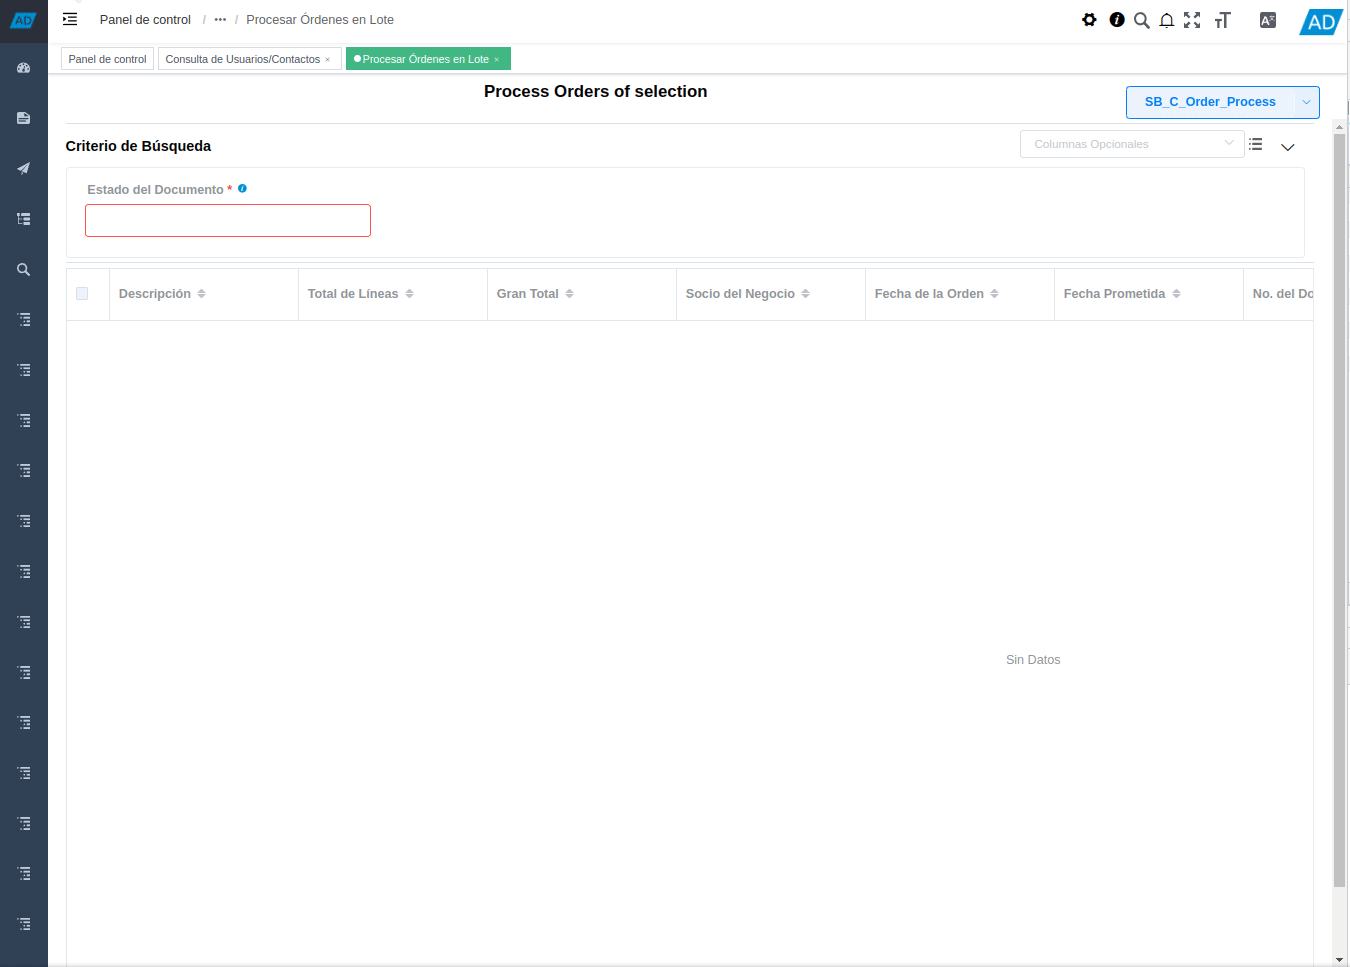 AD
Panel de control / ••• / Procesar Órdenes en Lote
AD
Panel de control
Consulta de Usuarios/Contactos ×
Procesar Órdenes en Lote ×
Process Orders of selection
SB_C_Order_Process
Criterio de Búsqueda
Columnas Opcionales
Estado del Documento *
Descripción
Total de Líneas
Gran Total
Socio del Negocio
Fecha de la Orden
Fecha Prometida
No. del Do
Sin Datos